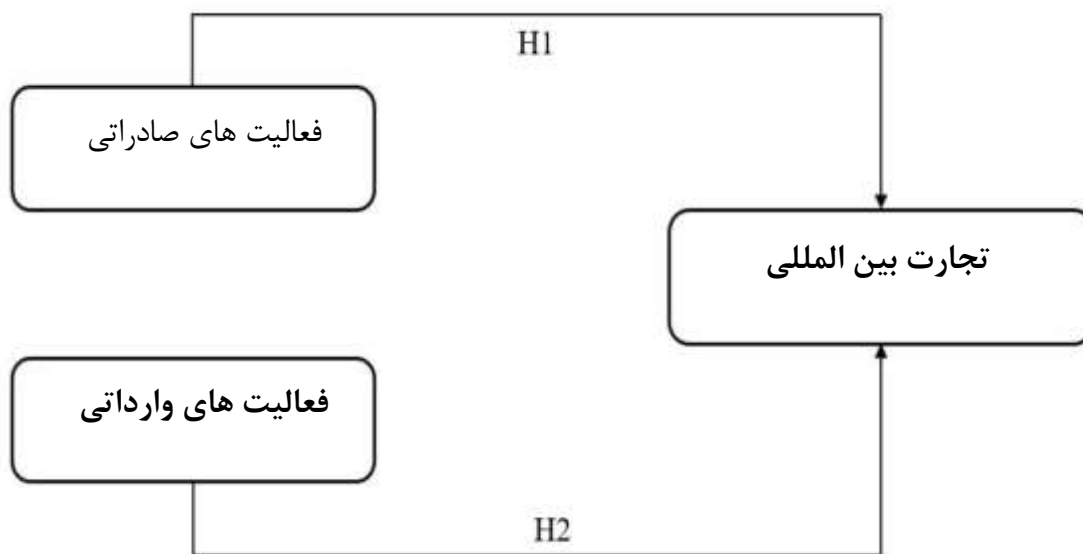 H1
فعالیت های صادراتی
تجارت بین المللی
فعالیت های وارداتی
H2